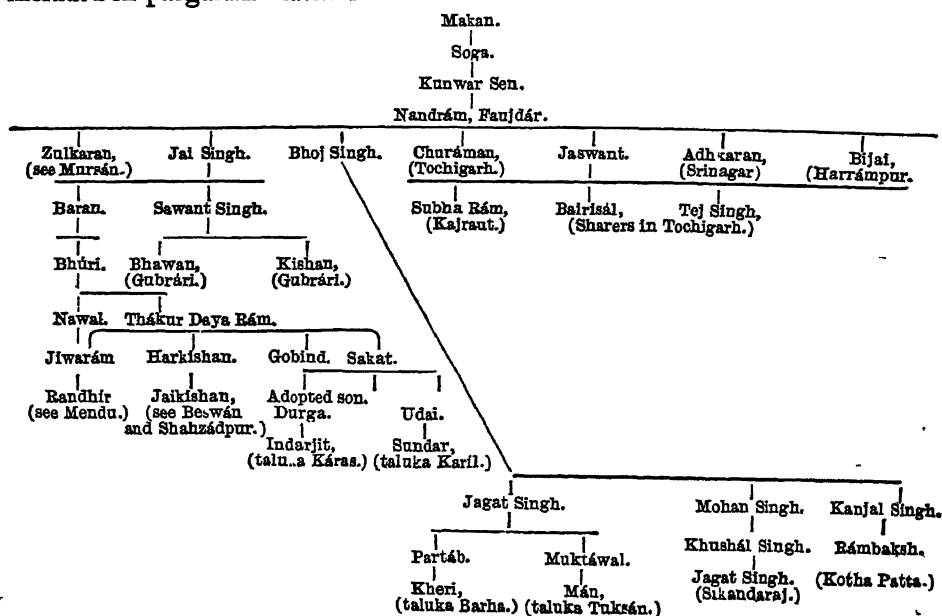 Makan.
Soga.
Kunwar Sen.
Nandrám, Faujdár.
Zulkaran, Jai Singh. Bhoj Singh. Churáman, Jaswant. Adhkaran, Bijai,
(see Mursán.) (Tochigarh.) (Srinagar) (Harrámpur.
Baran. Sawant Singh. Subha Rám, Bairisál, Tej Singh,
(Kajraut.) (Sharers in Tochigarh.)
Bhúri. Bhawan, Kishan,
(Gubrári.) (Gubrári.)
Nawal. Thákur Daya Rám.
Jíwarám Harkishan. Gobind. Sakat.
Randhír Jaikishan, Adopted son. Udai.
(see Mendu.) (see Beswán Durga.
and Shahzádpur.) Indarjit, Sundar,
(talu..a Káras.) (taluka Karíl.)
Jagat Singh. Mohan Singh. Kanjal Singh.
Partáb. Muktáwal. Khushál Singh. Rámbaksh.
Kheri, Mán, Jagat Singh. (Kotha Patta.)
(taluka Barha.) (taluka Tuksán.) (Sikandaraj.)